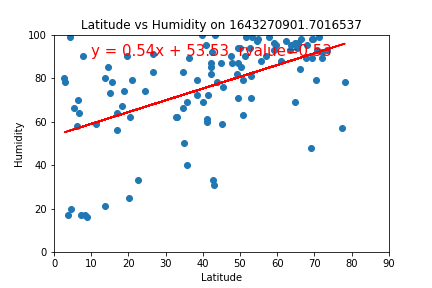 Latitude vs Humidity on 1643270901.7016537
y = 0.54x + 53.53, rvalue=0.53
Humidity
100
80
60
40
20
0
0 10 20 30 40 50 60 70 80 90
Latitude